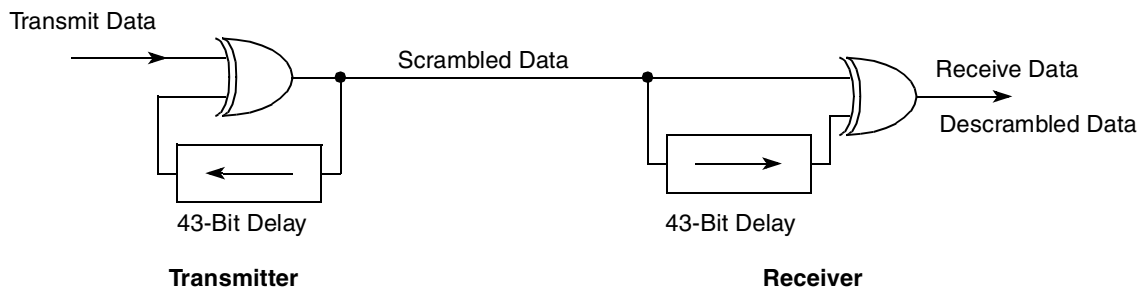 Transmit Data
Scrambled Data
Receive Data
Descrambled Data
43-Bit Delay
43-Bit Delay
Transmitter
Receiver